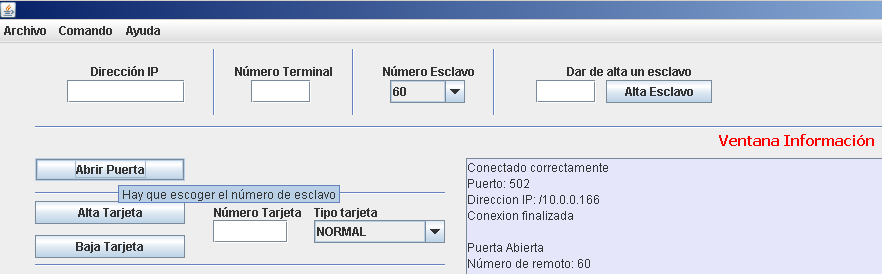 Archivo Comando Ayuda
Dirección IP Número Terminal Número Esclavo Dar de alta un esclavo
60 Alta Esclavo
Ventana Información
Abrir Puerta
Hay que escoger el número de esclavo
Alta Tarjeta Número Tarjeta Tipo tarjeta
NORMAL
Baja Tarjeta
Conectado correctamente
Puerto: 502
Direccion IP: /10.0.0.166
Conexion finalizada
Puerta Abierta
Número de remoto: 60